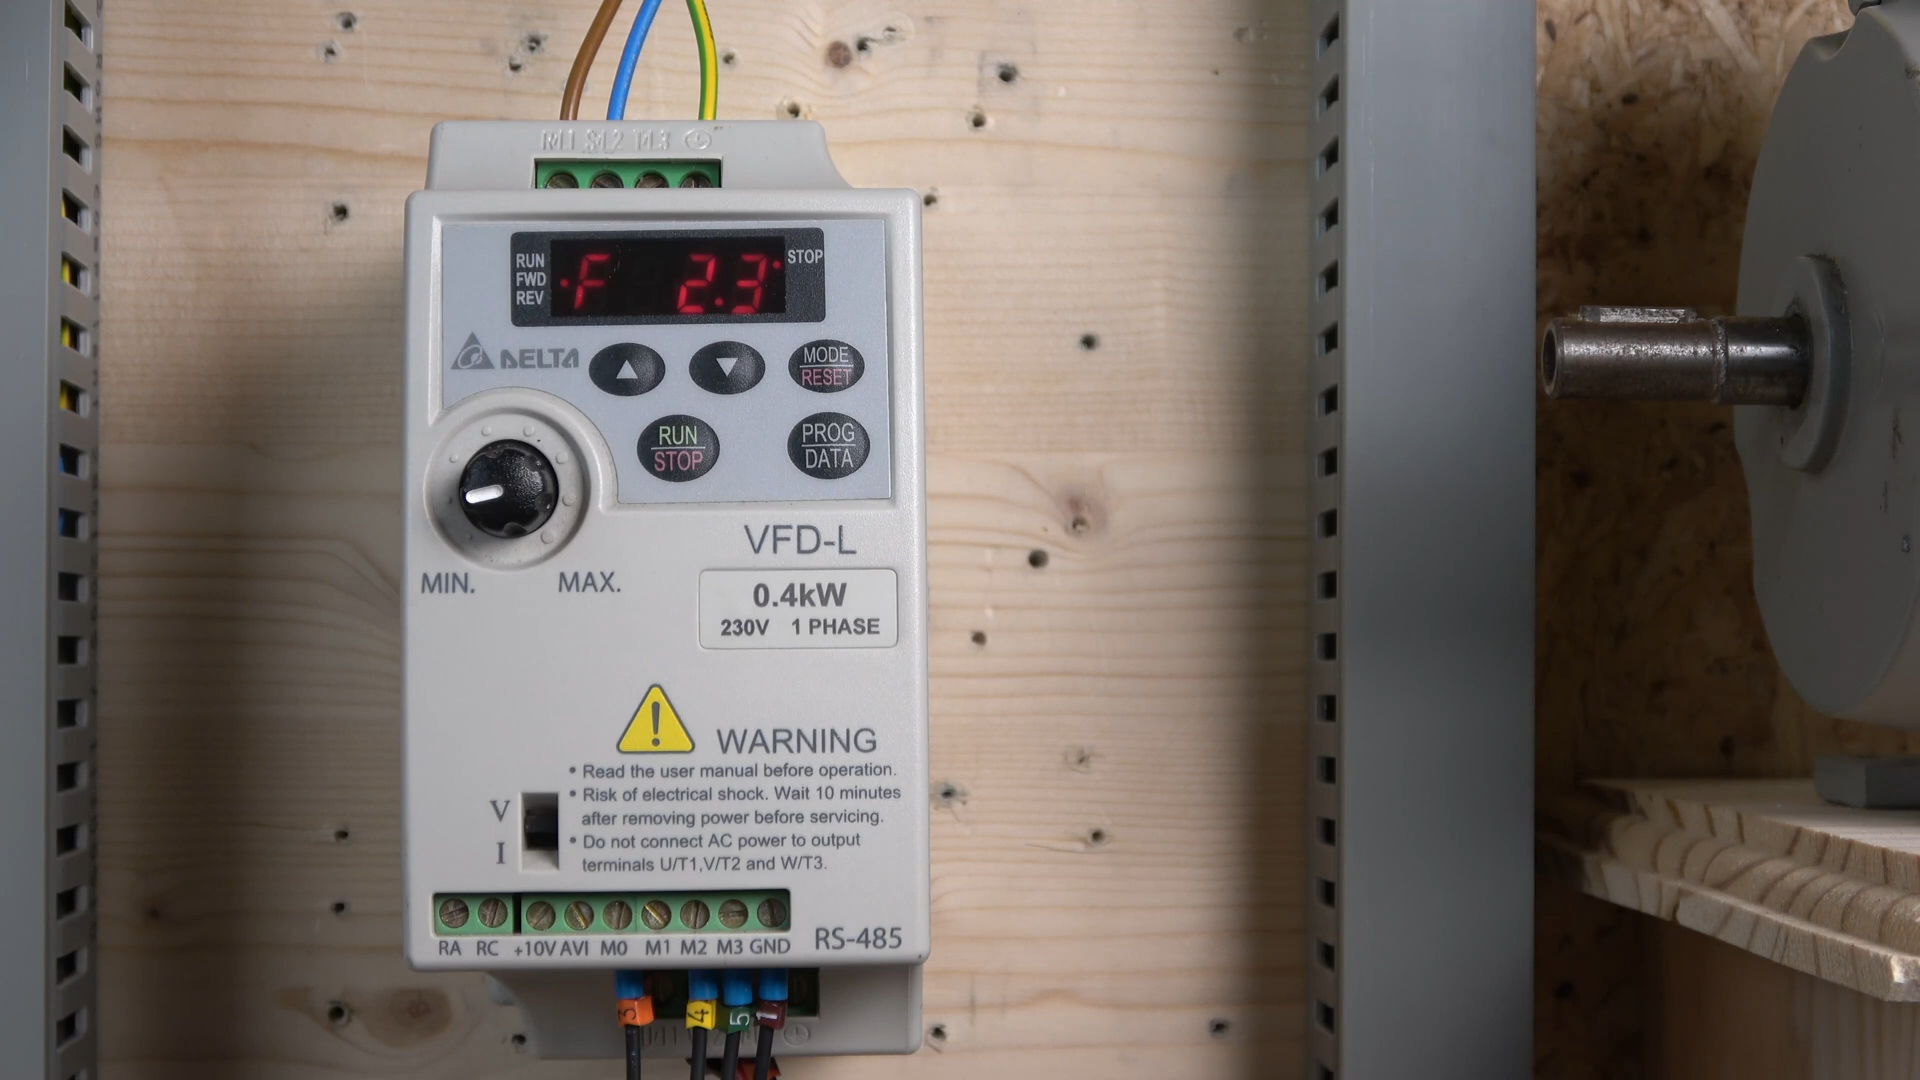 R/L1 S/L2 T/L3
RUN
FWD
REV
F 2.3
STOP
DELTA
MODE
RESET
RUN
STOP
PROG
DATA
MIN. MAX.
VFD-L
0.4kW
230V 1 PHASE
WARNING
• Read the user manual before operation.
• Risk of electrical shock. Wait 10 minutes
after removing power before servicing.
• Do not connect AC power to output
terminals U/T1,V/T2 and W/T3.
V
I
RA RC +10V AVI M0 M1 M2 M3 GND
RS-485
3 4 5 1